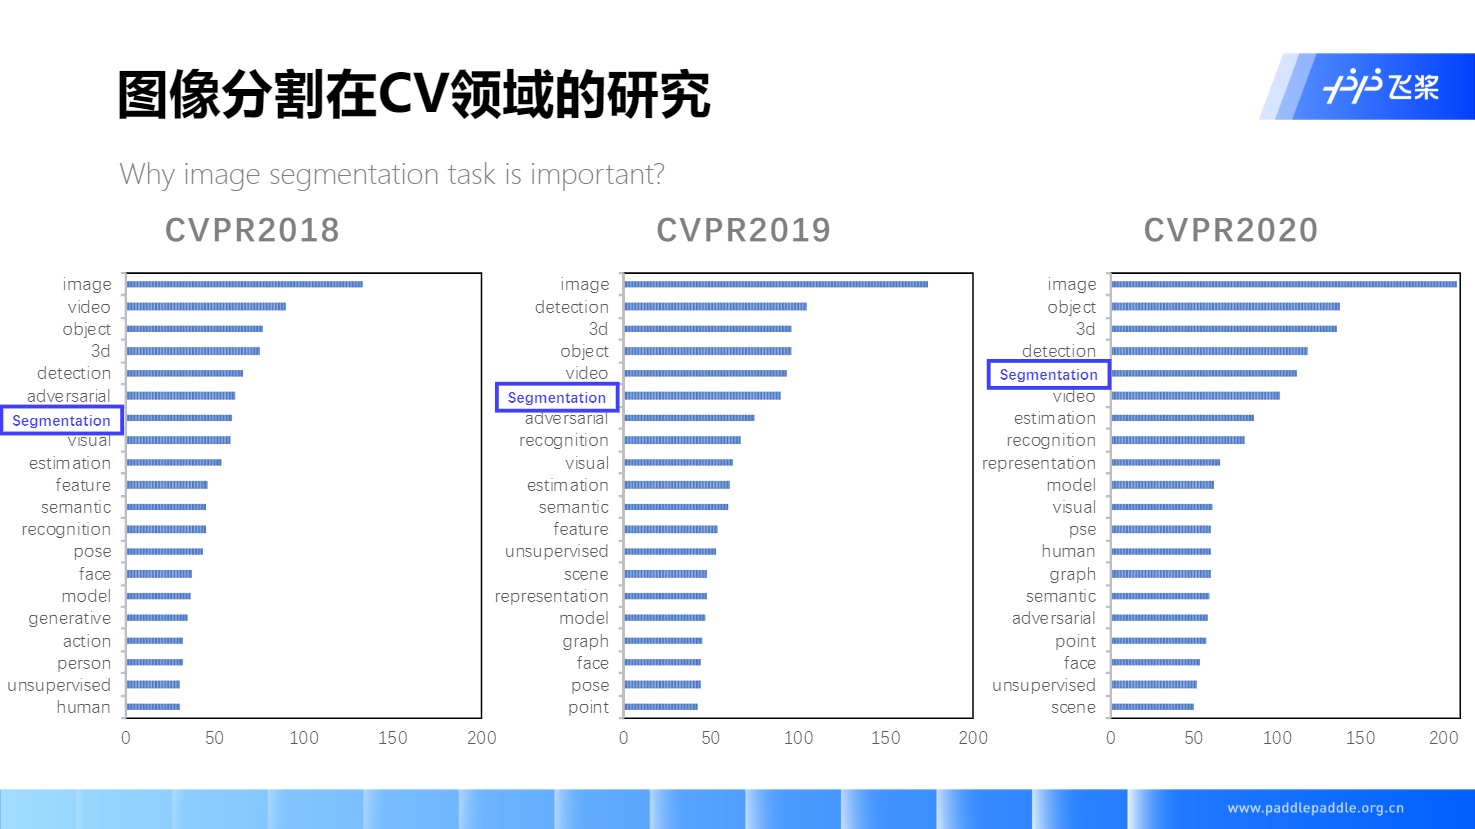 图像分割在CV领域的研究
飞桨
Why image segmentation task is important?
CVPR2018
image
video
object
3d
detection
adversarial
Segmentation
visual
estimation
feature
semantic
recognition
pose
face
model
generative
action
person
unsupervised
human
0 50 100 150 200
CVPR2019
image
detection
3d
object
video
Segmentation
adversarial
recognition
visual
estimation
semantic
feature
unsupervised
scene
representation
model
graph
face
pose
point
0 50 100 150 200
CVPR2020
image
object
3d
detection
Segmentation
video
estimation
recognition
representation
model
visual
pse
human
graph
semantic
adversarial
point
face
unsupervised
scene
0 50 100 150 200
www.paddlepaddle.org.cn